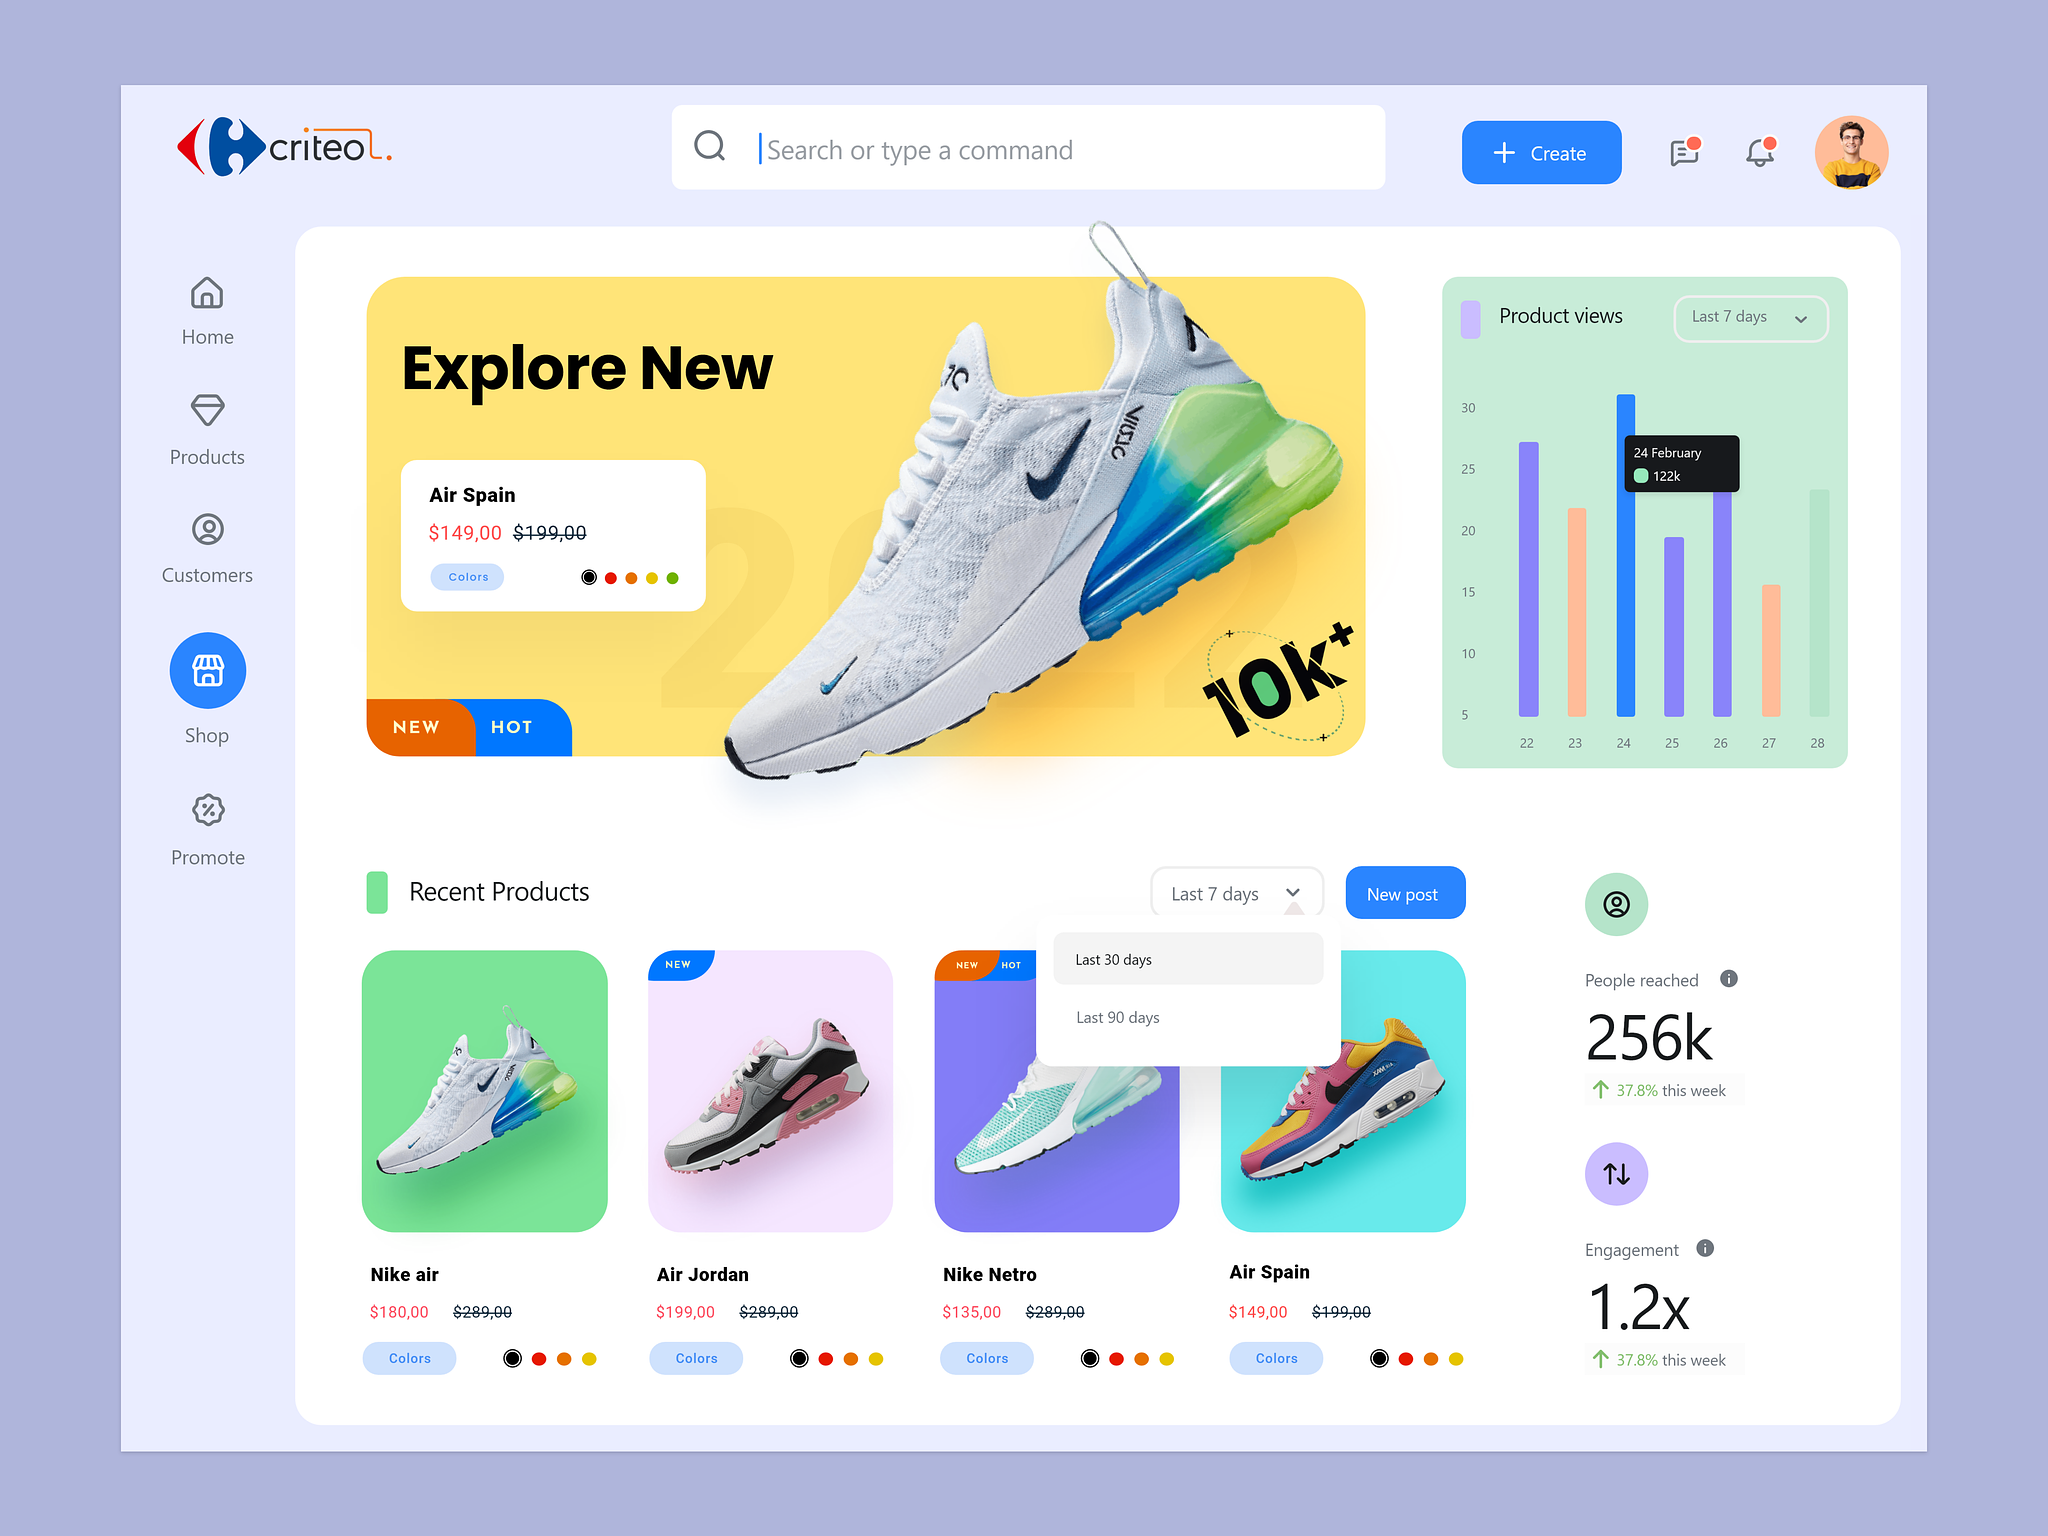 criteol.
Search or type a command
Create
Home
Products
Customers
Shop
Promote
Explore New
Air Spain
$149,00 $199,00
Colors
NEW HOT
10k+
Product views
Last 7 days
30
25
20
15
10
5
24 February
122k
22 23 24 25 26 27 28
Recent Products
Last 7 days
New post
Last 30 days
Last 90 days
NEW
NEW HOT
Nike air
$180,00 $289,00
Colors
Air Jordan
$199,00 $289,00
Colors
Nike Netro
$135,00 $289,00
Colors
Air Spain
$149,00 $199,00
Colors
People reached
256k
37.8% this week
Engagement
1.2x
37.8% this week